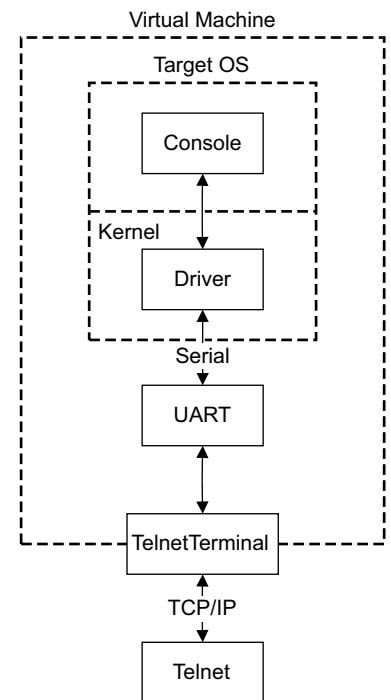 Virtual Machine
Target OS
Console
Kernel
Driver
Serial
UART
TelnetTerminal
TCP/IP
Telnet